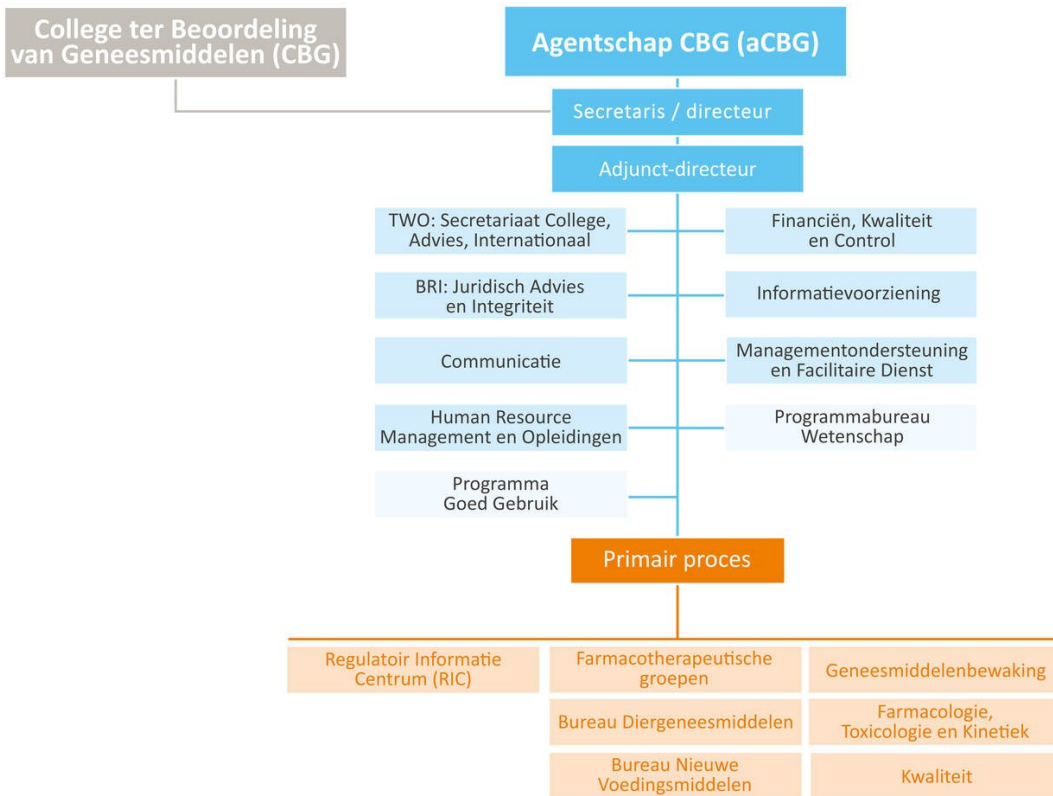 College ter Beoordeling
van Geneesmiddelen (CBG)
Agentschap CBG (aCBG)
Secretaris / directeur
Adjunct-directeur
TWO: Secretariaat College,
Advies, Internationaal
Financiën, Kwaliteit
en Control
BRI: Juridisch Advies
en Integriteit
Informatievoorziening
Communicatie
Managementondersteuning
en Facilitaire Dienst
Human Resource
Management en Opleidingen
Programmabureau
Wetenschap
Programma
Goed Gebruik
Primair proces
Regulatoir Informatie
Centrum (RIC)
Farmacotherapeutische
groepen
Geneesmiddelenbewaking
Bureau Diergeneesmiddelen
Farmacologie,
Toxicologie en Kinetiek
Bureau Nieuwe
Voedingsmiddelen
Kwaliteit